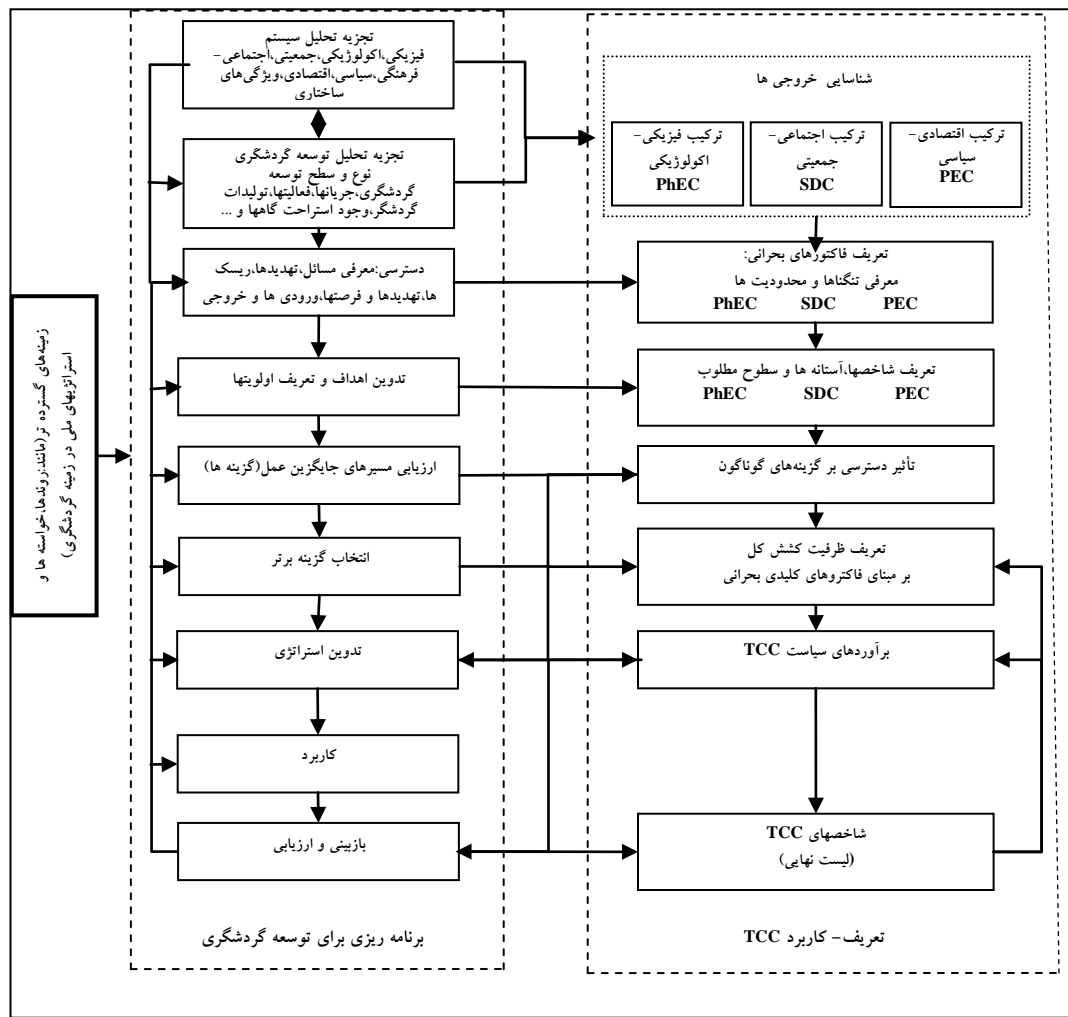 تجزیه تحلیل سیستم
فیزیکی،اکولوژیکی،جمعیتی،اجتماعی-
فرهنگی،سیاسی،اقتصادی،ویژگی‌های
ساختاری
تجزیه تحلیل توسعه گردشگری
نوع و سطح توسعه
گردشگری،جریانها،فعالیتها،تولیدات
گردشگر،وجود استراحت گاهها و ...
دسترسی:معرفی مسائل،تهدیدها،ریسک
ها،تهدیدها و فرصتها،ورودی ها و خروجی
تدوین اهداف و تعریف اولویتها
ارزیابی مسیرهای جایگزین عمل(گزینه ها)
انتخاب گزینه برتر
تدوین استراتژی
کاربرد
بازبینی و ارزیابی
برنامه ریزی برای توسعه گردشگری
زمینه‌های گسترده تر(مانند:روندها،خواسته ها و
استراتژیهای ملی در زمینه گردشگری)
شناسایی خروجی ها
ترکیب اقتصادی-
سیاسی
PEC
ترکیب اجتماعی-
جمعیتی
SDC
ترکیب فیزیکی-
اکولوژیکی
PhEC
تعریف فاکتورهای بحرانی:
معرفی تنگناها و محدودیت ها
PhEC SDC PEC
تعریف شاخصها،آستانه ها و سطوح مطلوب
PhEC SDC PEC
تأثیر دسترسی بر گزینه‌های گوناگون
تعریف ظرفیت کشش کل
بر مبنای فاکتروهای کلیدی بحرانی
برآوردهای سیاست TCC
شاخصهای TCC
(لیست نهایی)
تعریف- کاربرد TCC